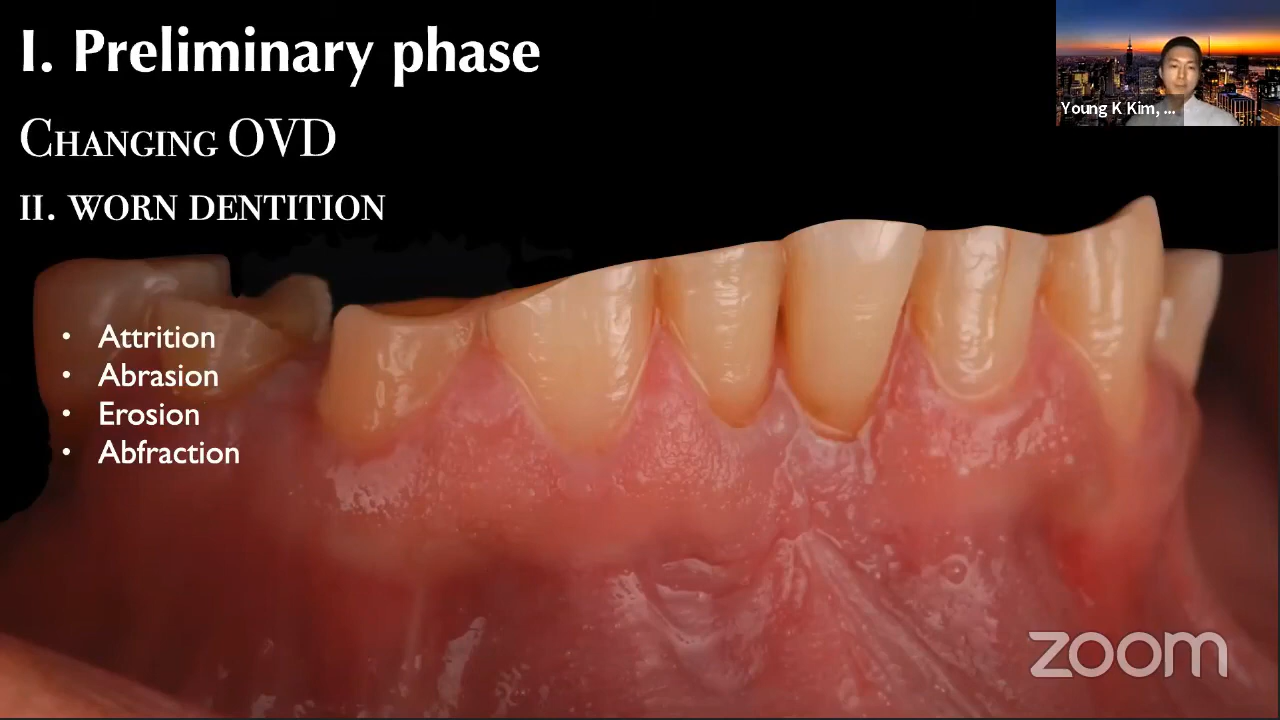 I. Preliminary phase
Changing OVD
II. WORN DENTITION
• Attrition
• Abrasion
• Erosion
• Abfraction
Young K Kim, ...
zoom